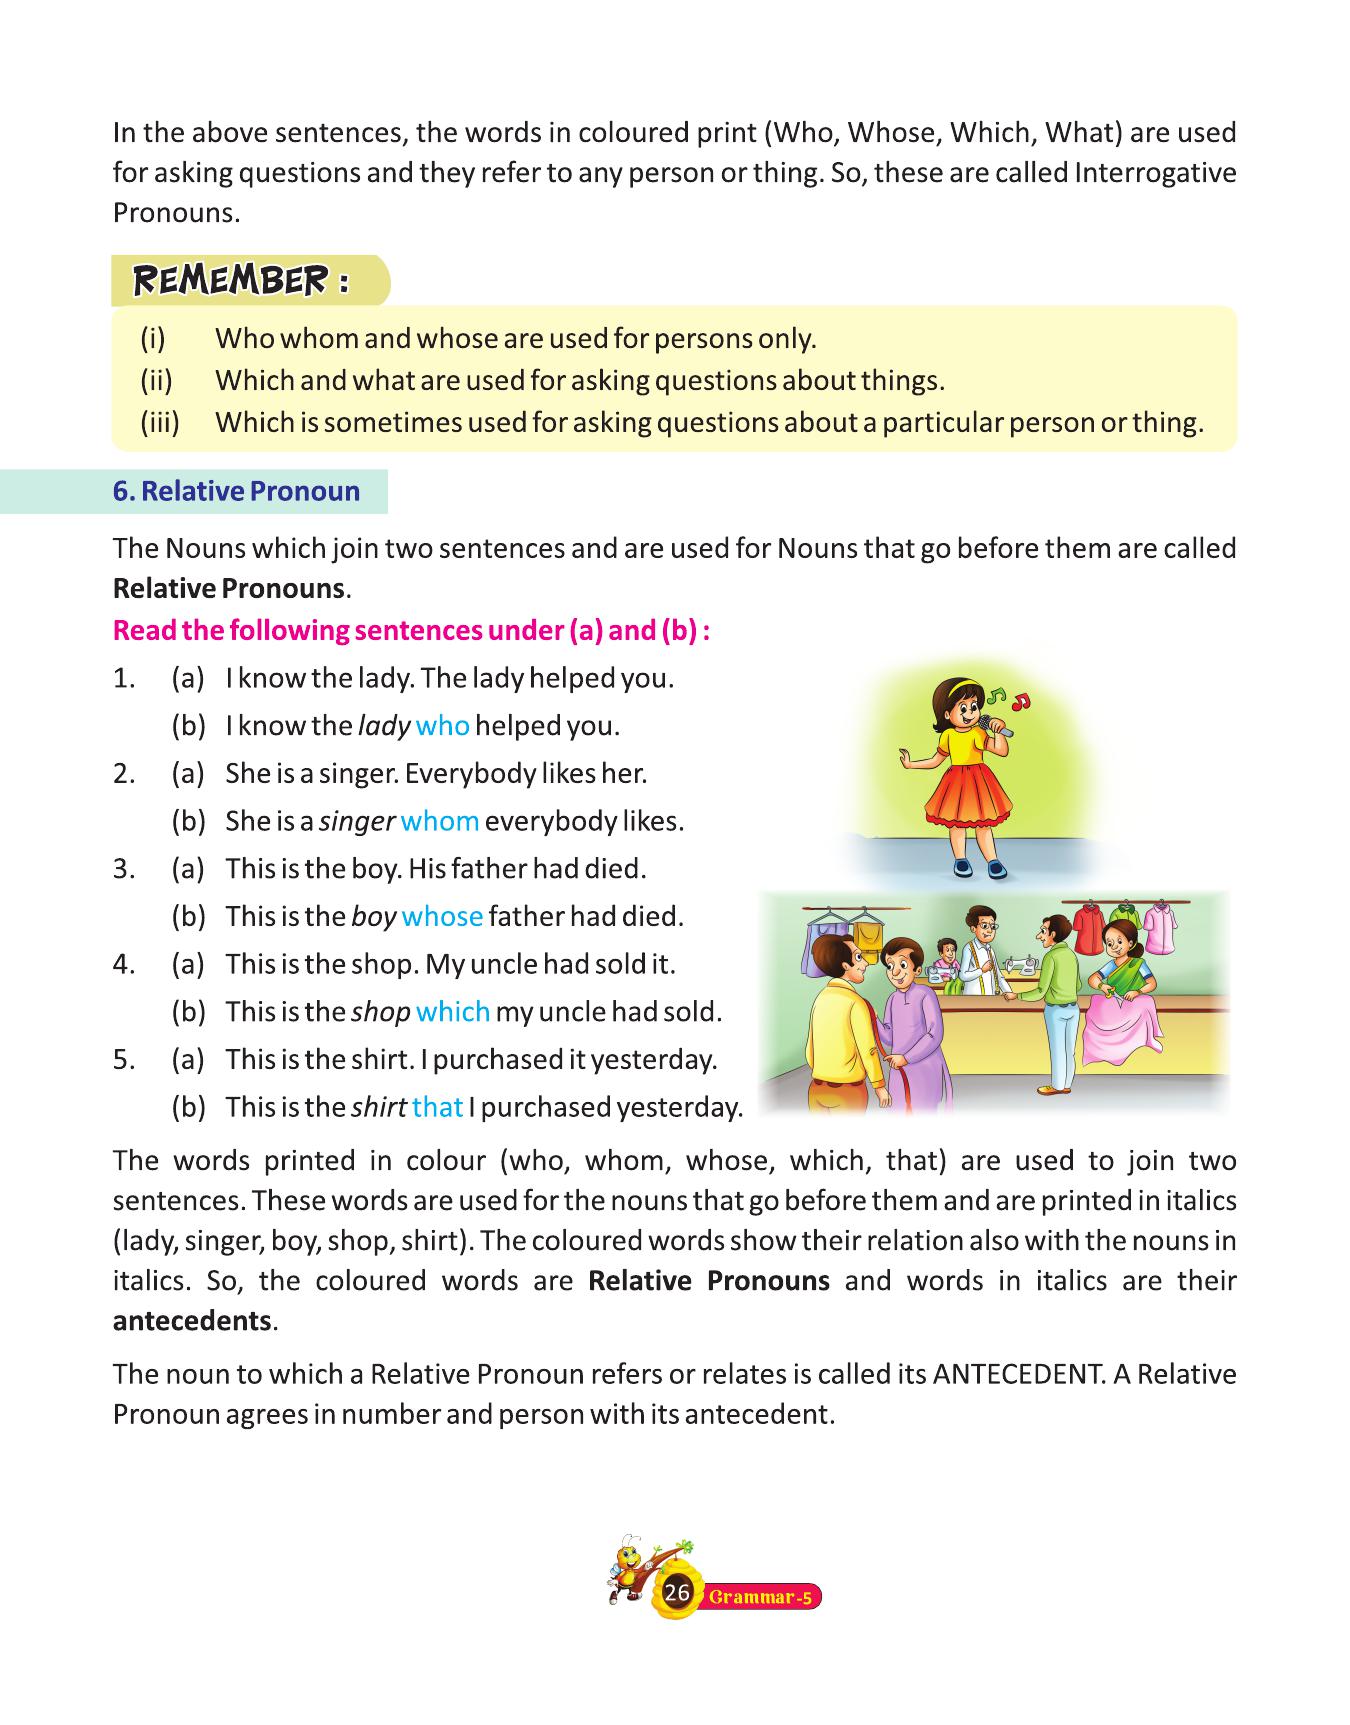 In the above sentences, the words in coloured print (Who, Whose, Which, What) are used
for asking questions and they refer to any person or thing. So, these are called Interrogative
Pronouns.
REMEMBER :
(i) Who whom and whose are used for persons only.
(ii) Which and what are used for asking questions about things.
(iii) Which is sometimes used for asking questions about a particular person or thing.
6. Relative Pronoun
The Nouns which join two sentences and are used for Nouns that go before them are called
Relative Pronouns.
Read the following sentences under (a) and (b) :
1. (a) I know the lady. The lady helped you.
(b) I know the lady who helped you.
2. (a) She is a singer. Everybody likes her.
(b) She is a singer whom everybody likes.
3. (a) This is the boy. His father had died.
(b) This is the boy whose father had died.
4. (a) This is the shop. My uncle had sold it.
(b) This is the shop which my uncle had sold.
5. (a) This is the shirt. I purchased it yesterday.
(b) This is the shirt that I purchased yesterday.
The words printed in colour (who, whom, whose, which, that) are used to join two
sentences. These words are used for the nouns that go before them and are printed in italics
(lady, singer, boy, shop, shirt). The coloured words show their relation also with the nouns in
italics. So, the coloured words are Relative Pronouns and words in italics are their
antecedents.
The noun to which a Relative Pronoun refers or relates is called its ANTECEDENT. A Relative
Pronoun agrees in number and person with its antecedent.
26 Grammar-5